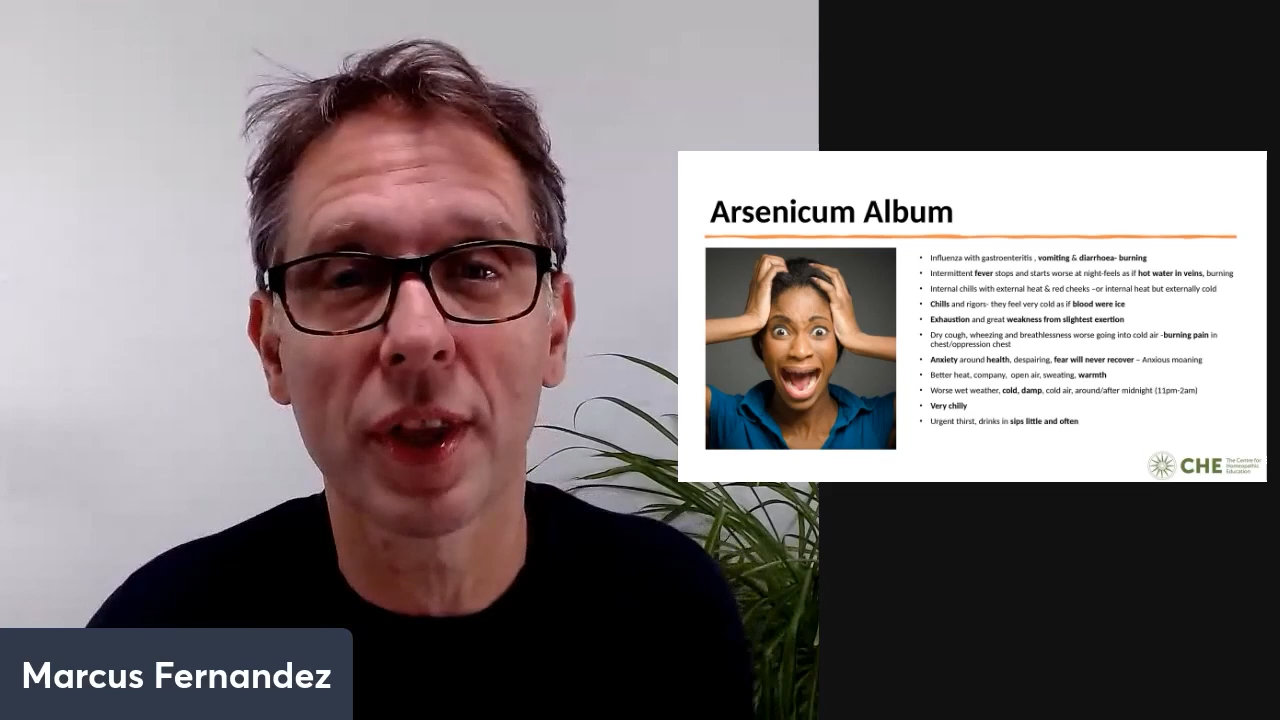 Arsenicum Album
• Influenza with gastroenteritis , vomiting & diarrhoea- burning
• Intermittent fever stops and starts worse at night-feels as if hot water in veins, burning
• Internal chills with external heat & red cheeks –or internal heat but externally cold
• Chills and rigors- they feel very cold as if blood were ice
• Exhaustion and great weakness from slightest exertion
• Dry cough, wheezing and breathlessness worse going into cold air -burning pain in
chest/oppression chest
• Anxiety around health, despairing, fear will never recover – Anxious moaning
• Better heat, company, open air, sweating, warmth
• Worse wet weather, cold, damp, cold air, around/after midnight (11pm-2am)
• Very chilly
• Urgent thirst, drinks in sips little and often
CHE
The Centre for
Homeopathic
Education
Marcus Fernandez